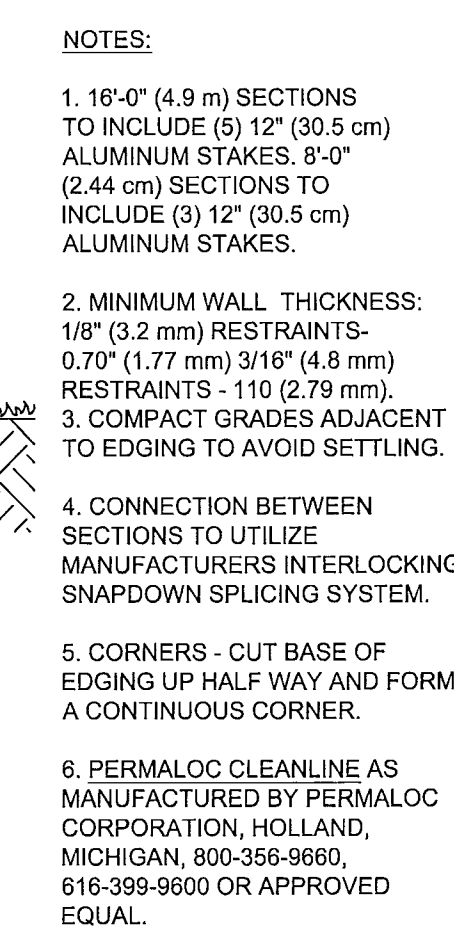 NOTES:
1. 16'-0" (4.9 m) SECTIONS
TO INCLUDE (5) 12" (30.5 cm)
ALUMINUM STAKES. 8'-0"
(2.44 cm) SECTIONS TO
INCLUDE (3) 12" (30.5 cm)
ALUMINUM STAKES.
2. MINIMUM WALL THICKNESS:
1/8" (3.2 mm) RESTRAINTS-
0.70" (1.77 mm) 3/16" (4.8 mm)
RESTRAINTS - 110 (2.79 mm).
3. COMPACT GRADES ADJACENT
TO EDGING TO AVOID SETTLING.
4. CONNECTION BETWEEN
SECTIONS TO UTILIZE
MANUFACTURERS INTERLOCKING
SNAPDOWN SPLICING SYSTEM.
5. CORNERS - CUT BASE OF
EDGING UP HALF WAY AND FORM
A CONTINUOUS CORNER.
6. PERMALOC CLEANLINE AS
MANUFACTURED BY PERMALOC
CORPORATION, HOLLAND,
MICHIGAN, 800-356-9660,
616-399-9600 OR APPROVED
EQUAL.